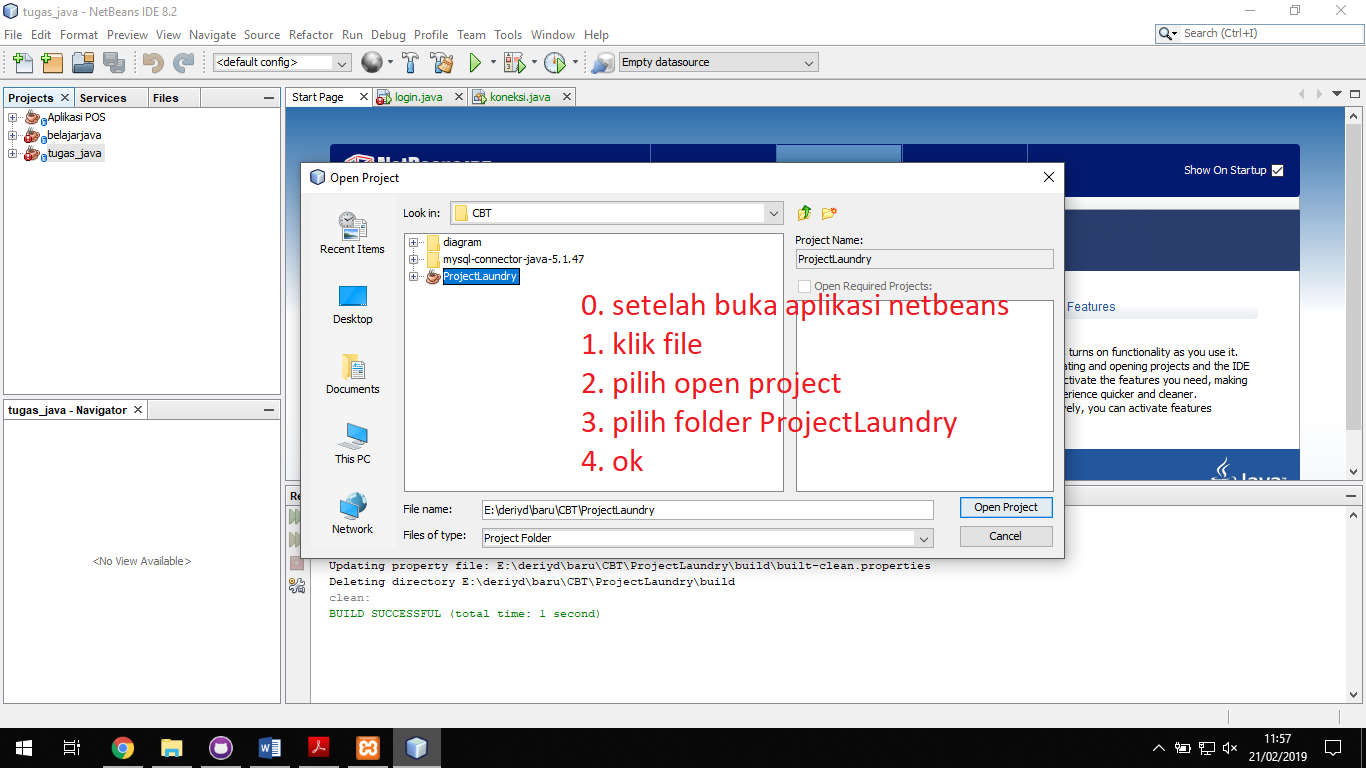 tugas_java - NetBeans IDE 8.2
File Edit Format Preview View Navigate Source Refactor Run Debug Profile Team Tools Window Help
Search (Ctrl+I)
<default config>
Empty datasource
Projects
Services
Files
Start Page
login.java
koneksi.java
Aplikasi POS
belajarjava
tugas_java
Show On Startup
Open Project
Look in:
CBT
Recent Items
Desktop
Documents
This PC
Network
diagram
mysql-connector-java-5.1.47
ProjectLaundry
Project Name:
ProjectLaundry
Open Required Projects:
0. setelah buka aplikasi netbeans
1. klik file
2. pilih open project
3. pilih folder ProjectLaundry
4. ok
File name:
E:\deriyd\baru\CBT\ProjectLaundry
Open Project
Files of type:
Project Folder
Cancel
Features
turns on functionality as you use it.
ating and opening projects and the IDE
ctivate the features you need, making
erience quicker and cleaner.
vely, you can activate features
tugas_java - Navigator
<No View Available>
Updating property file: E:\deriyd\baru\CBT\ProjectLaundry\build\built-clean.properties
Deleting directory E:\deriyd\baru\CBT\ProjectLaundry\build
clean:
BUILD SUCCESSFUL (total time: 1 second)
11:57
21/02/2019